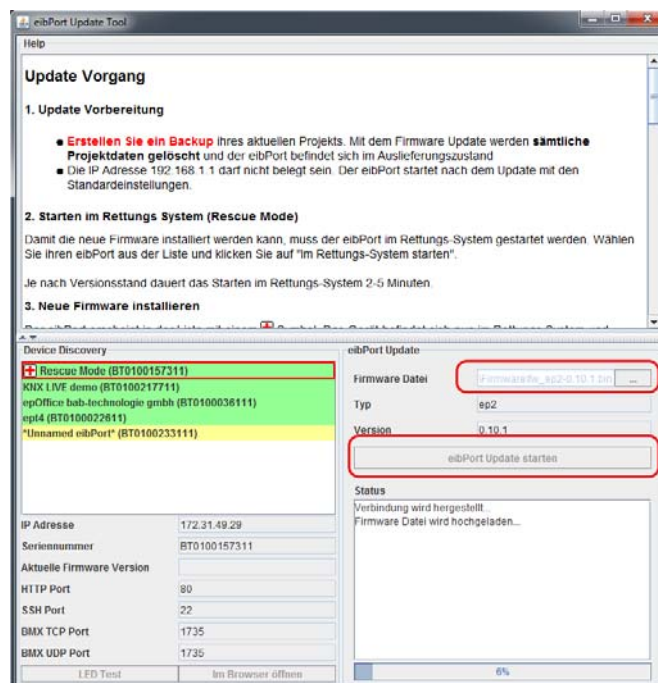 eibPort Update Tool
Help
Update Vorgang
1. Update Vorbereitung
Erstellen Sie ein Backup ihres aktuellen Projekts. Mit dem Firmware Update werden sämtliche
Projektdaten gelöscht und der eibPort befindet sich im Auslieferungszustand
Die IP Adresse 192.168.1.1 darf nicht belegt sein. Der eibPort startet nach dem Update mit den
Standardeinstellungen.
2. Starten im Rettungs System (Rescue Mode)
Damit die neue Firmware installiert werden kann, muss der eibPort im Rettungs-System gestartet werden. Wählen
Sie ihren eibPort aus der Liste und klicken Sie auf "Im Rettungs-System starten".
Je nach Versionsstand dauert das Starten im Rettungs-System 2-5 Minuten.
3. Neue Firmware installieren
Device Discovery
Rescue Mode (BT0100157311)
KNX LIVE demo (BT0100217711)
epOffice bab-technologie gmbh (BT0100036111)
ept4 (BT0100022611)
*Unnamed eibPort* (BT0100233111)
IP Adresse 172.31.49.29
Seriennummer BT0100157311
Aktuelle Firmware Version
HTTP Port 80
SSH Port 22
BMX TCP Port 1735
BMX UDP Port 1735
LED Test Im Browser öffnen
eibPort Update
Firmware Datei ...
Typ ep2
Version 0.10.1
eibPort Update starten
Status
Verbindung wird hergestellt...
Firmware Datei wird hochgeladen...
6%